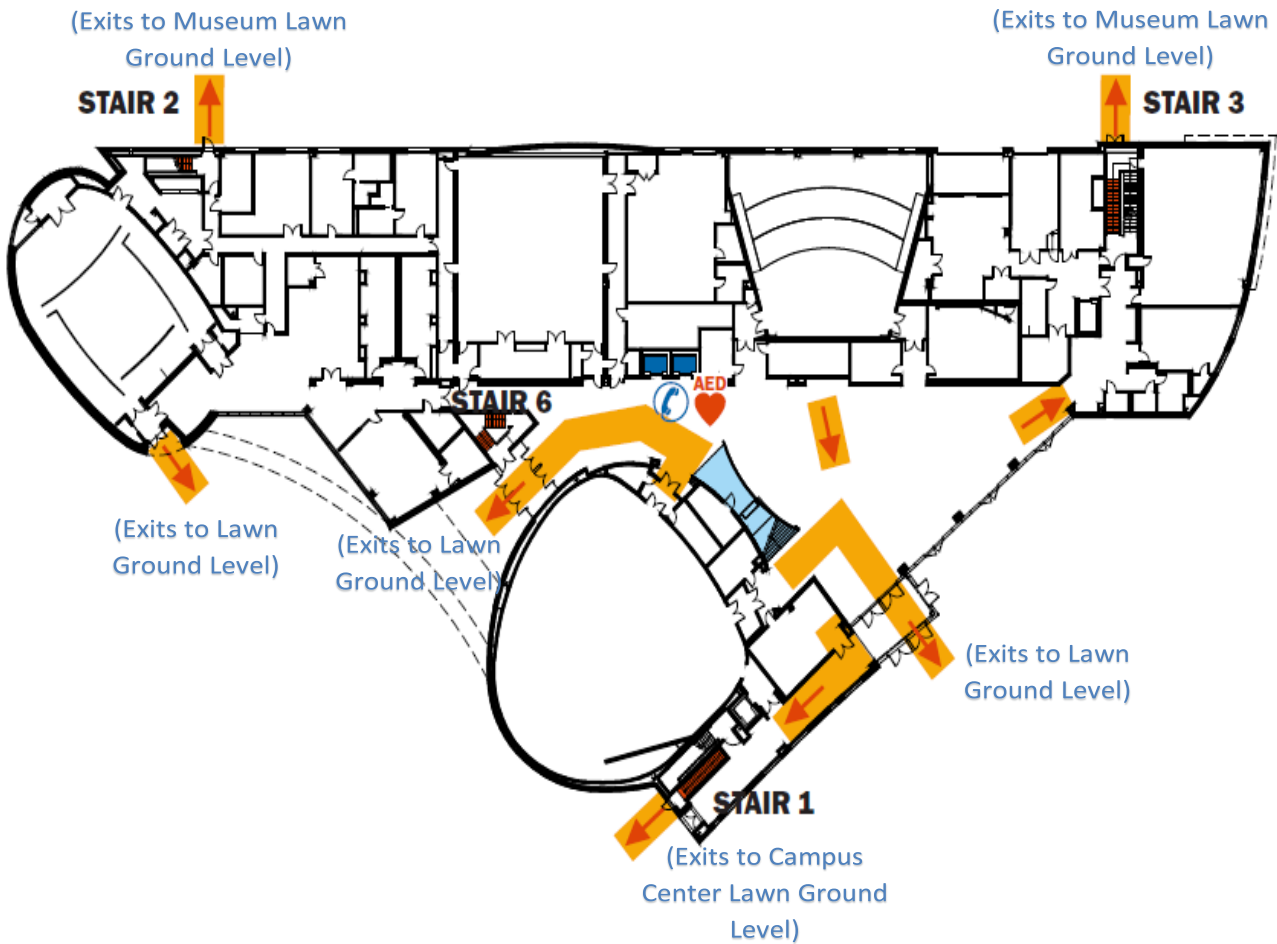 (Exits to Museum Lawn
Ground Level)
(Exits to Museum Lawn
Ground Level)
STAIR 2
STAIR 3
AED
STAIR 6
(Exits to Lawn
Ground Level)
(Exits to Lawn
Ground Level)
(Exits to Lawn
Ground Level)
STAIR 1
(Exits to Campus
Center Lawn Ground
Level)